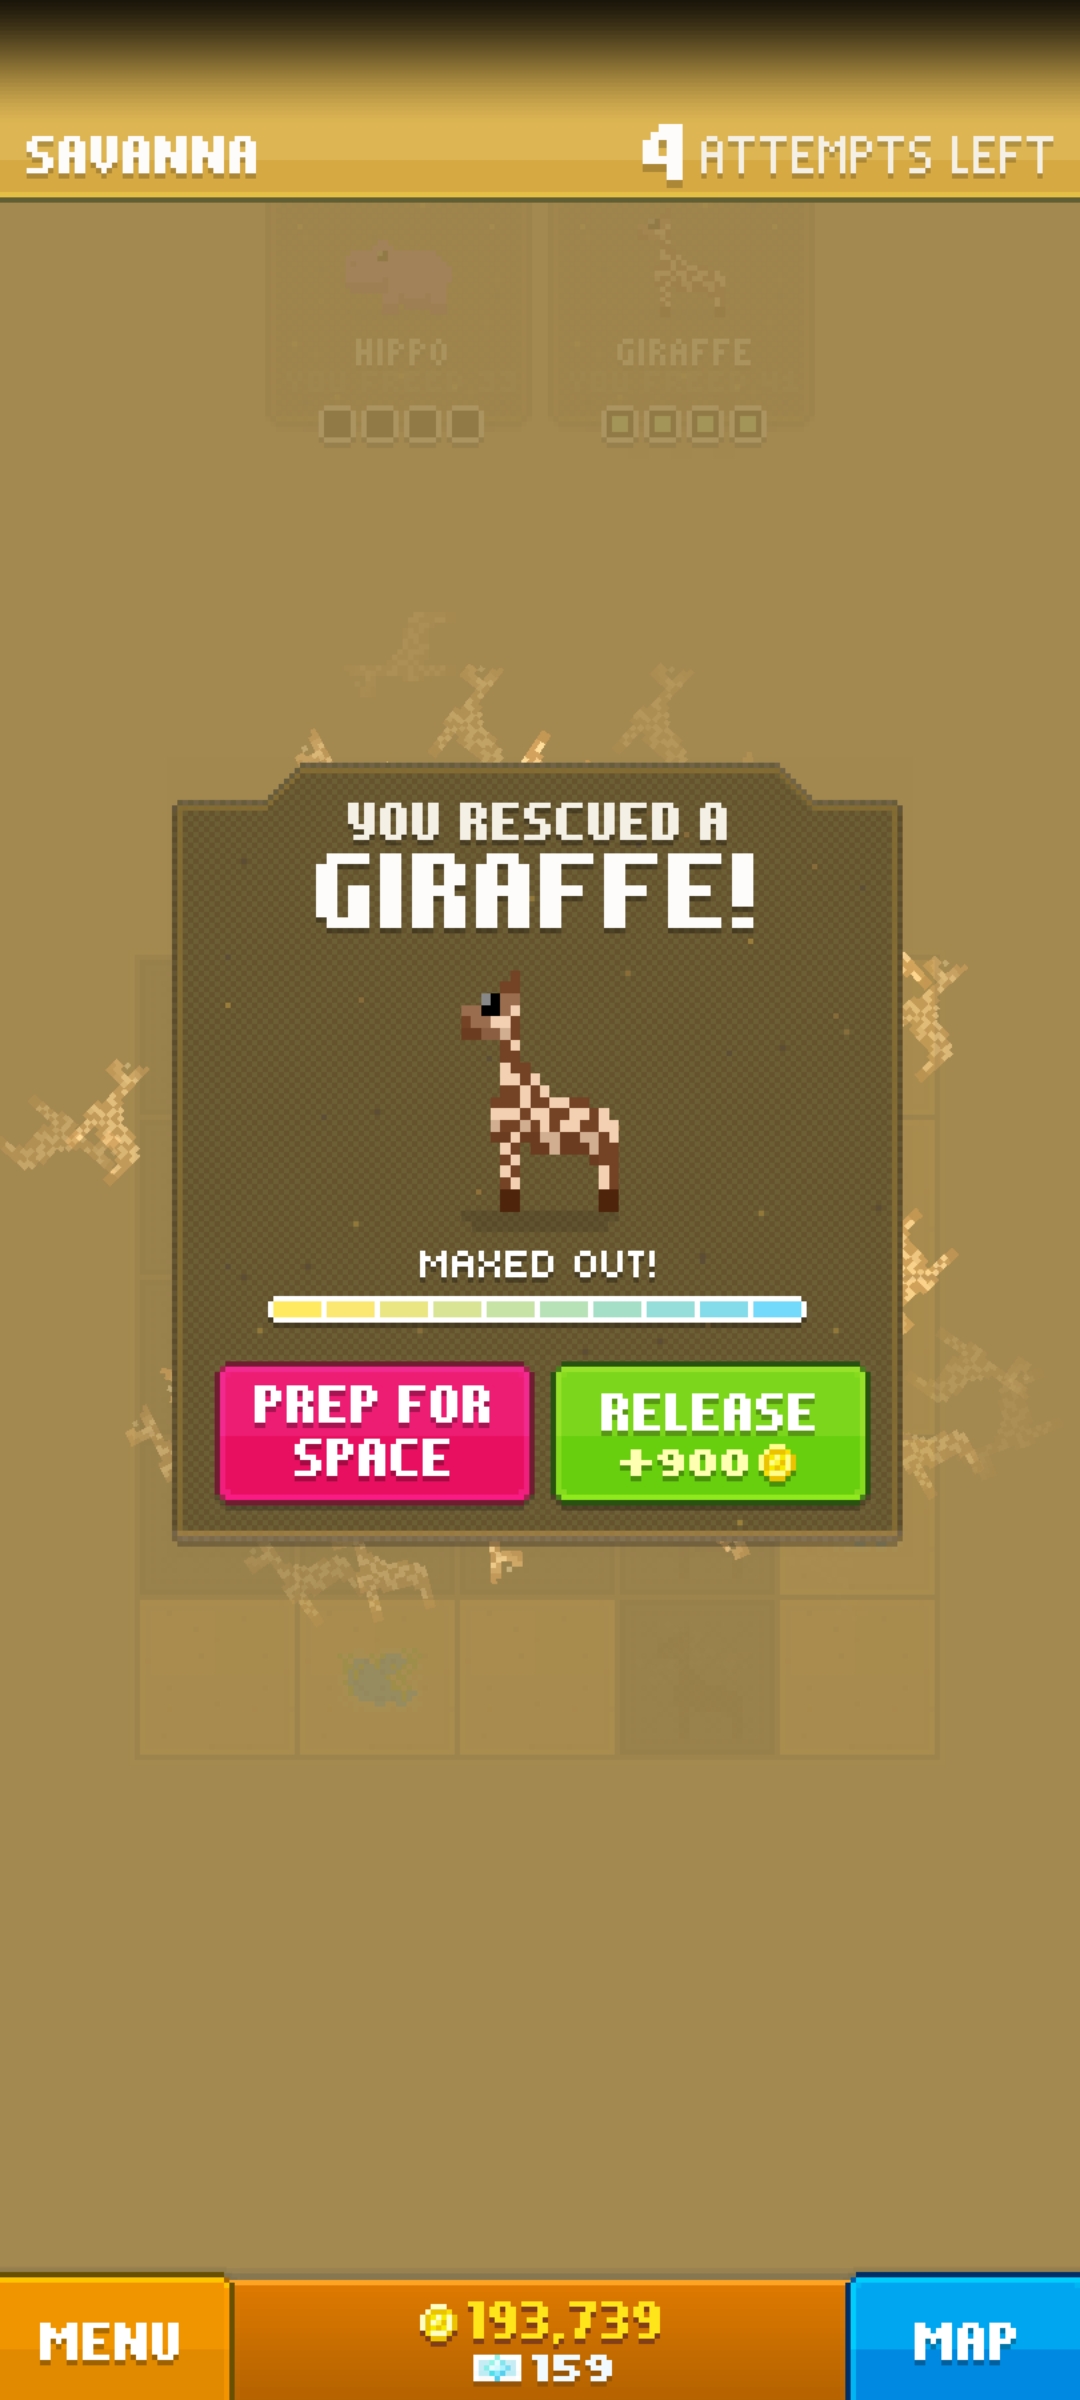 SAVANNA
4 ATTEMPTS LEFT
HIPPO
GIRAFFE
YOU RESCUED A
GIRAFFE!
MAXED OUT!
PREP FOR
SPACE
RELEASE
+900
MENU
193,739
159
MAP